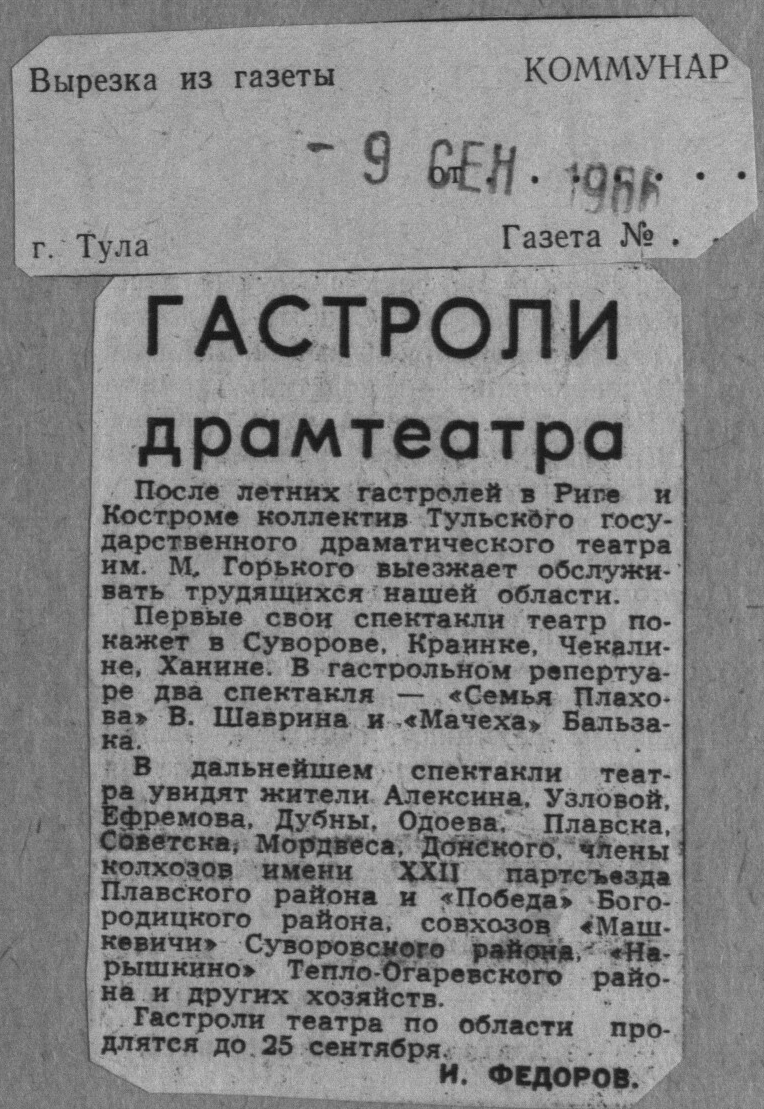 Вырезка из газеты КОММУНАР
- 9 СЕН 1966
от . . . . . . .
г. Тула Газета № . .
ГАСТРОЛИ
драмтеатра
После летних гастролей в Риге и
Костроме коллектив Тульского госу-
дарственного драматического театра
им. М. Горького выезжает обслужи-
вать трудящихся нашей области.
Первые свои спектакли театр по-
кажет в Суворове, Краинке, Чекали-
не, Ханине. В гастрольном репертуа-
ре два спектакля — «Семья Плахо-
ва» В. Шаврина и «Мачеха» Бальза-
ка.
В дальнейшем спектакли теат-
ра увидят жители Алексина, Узловой,
Ефремова, Дубны, Одоева, Плавска,
Советска, Мордвеса, Донского, члены
колхозов имени XXII партсъезда
Плавского района и «Победа» Бого-
родицкого района, совхозов «Маш-
кевичи» Суворовского района, «На-
рышкино» Тепло-Огаревского райо-
на и других хозяйств.
Гастроли театра по области про-
длятся до 25 сентября.
И. ФЕДОРОВ.